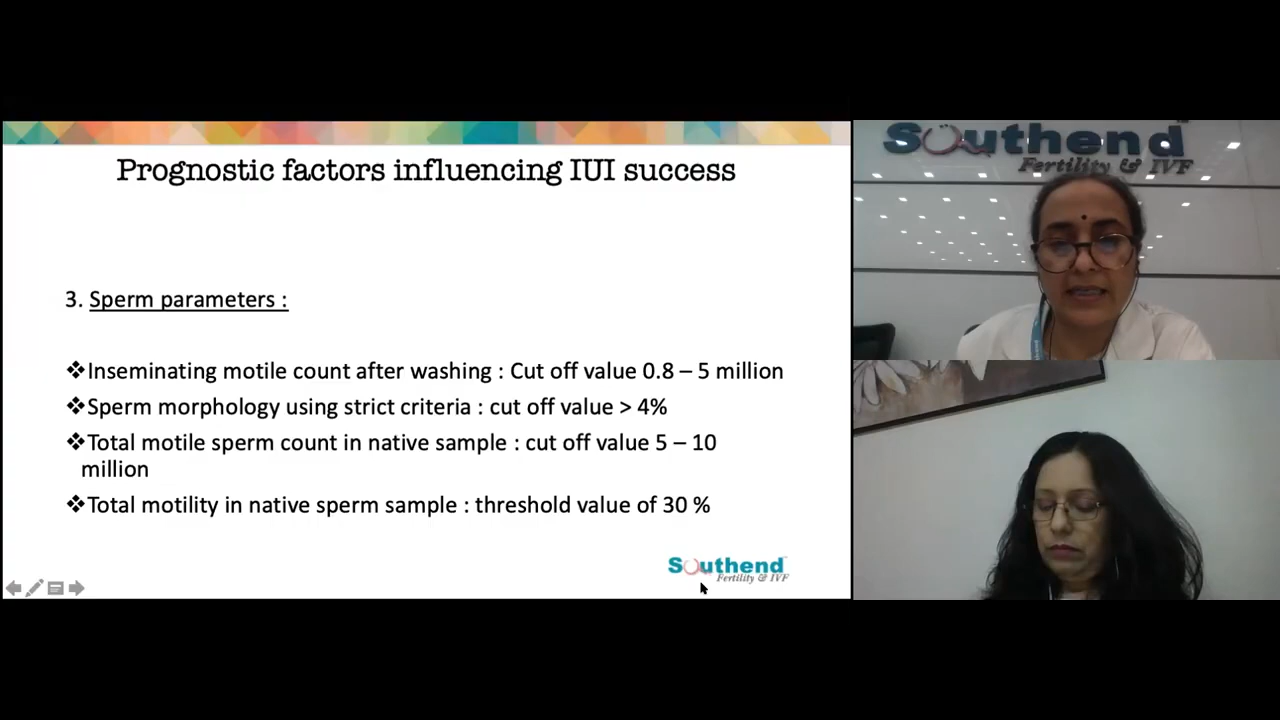 Prognostic factors influencing IUI success
3. Sperm parameters :
❖Inseminating motile count after washing : Cut off value 0.8 – 5 million
❖Sperm morphology using strict criteria : cut off value > 4%
❖Total motile sperm count in native sample : cut off value 5 – 10
million
❖Total motility in native sperm sample : threshold value of 30 %
Southend
Fertility & IVF
Southend
Fertility & IVF